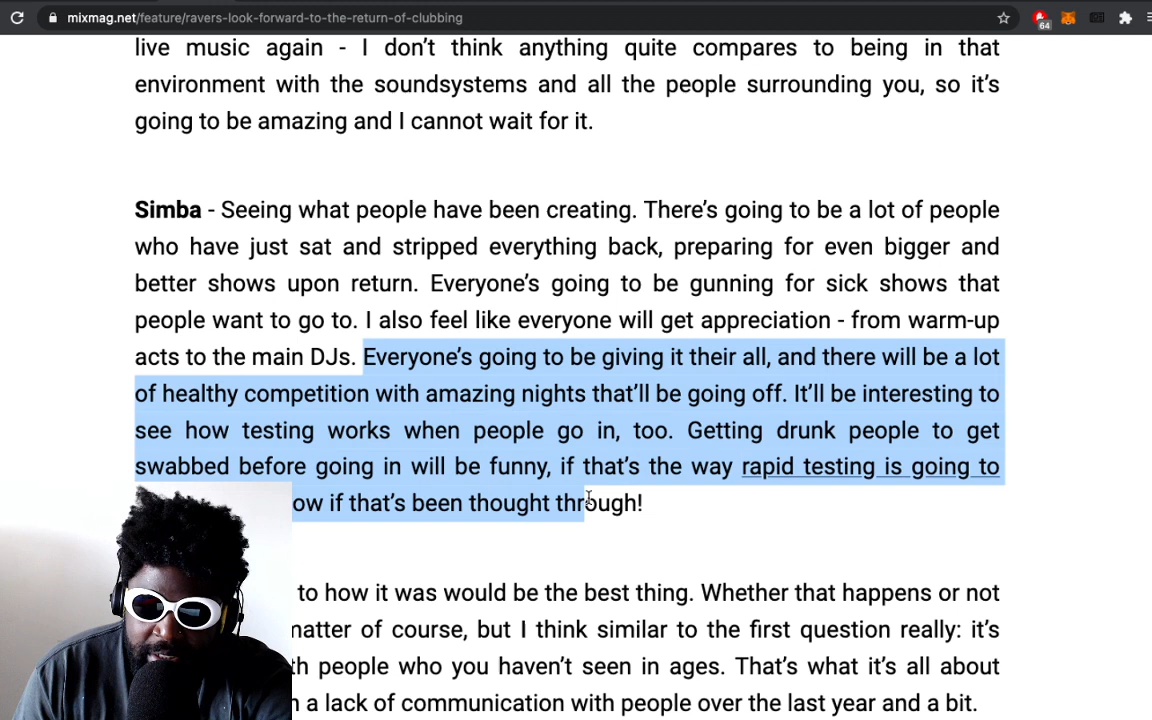 mixmag.net/feature/ravers-look-forward-to-the-return-of-clubbing
64
live music again - I don’t think anything quite compares to being in that
environment with the soundsystems and all the people surrounding you, so it’s
going to be amazing and I cannot wait for it.
Simba - Seeing what people have been creating. There’s going to be a lot of people
who have just sat and stripped everything back, preparing for even bigger and
better shows upon return. Everyone’s going to be gunning for sick shows that
people want to go to. I also feel like everyone will get appreciation - from warm-up
acts to the main DJs. Everyone’s going to be giving it their all, and there will be a lot
of healthy competition with amazing nights that’ll be going off. It’ll be interesting to
see how testing works when people go in, too. Getting drunk people to get
swabbed before going in will be funny, if that’s the way rapid testing is going to
ow if that’s been thought through!
to how it was would be the best thing. Whether that happens or not
matter of course, but I think similar to the first question really: it’s
th people who you haven’t seen in ages. That’s what it’s all about
a lack of communication with people over the last year and a bit.